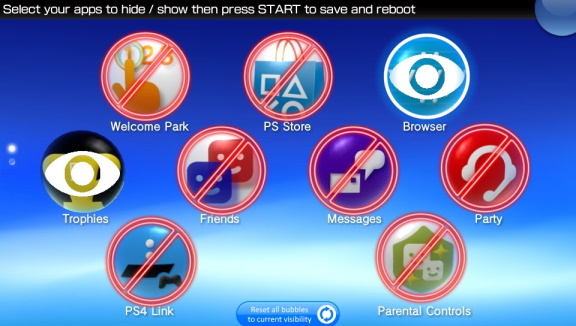 Select your apps to hide / show then press START to save and reboot
Welcome Park
PS Store
Browser
Trophies
Friends
Messages
Party
PS4 Link
Reset all bubbles
to current visibility
Parental Controls